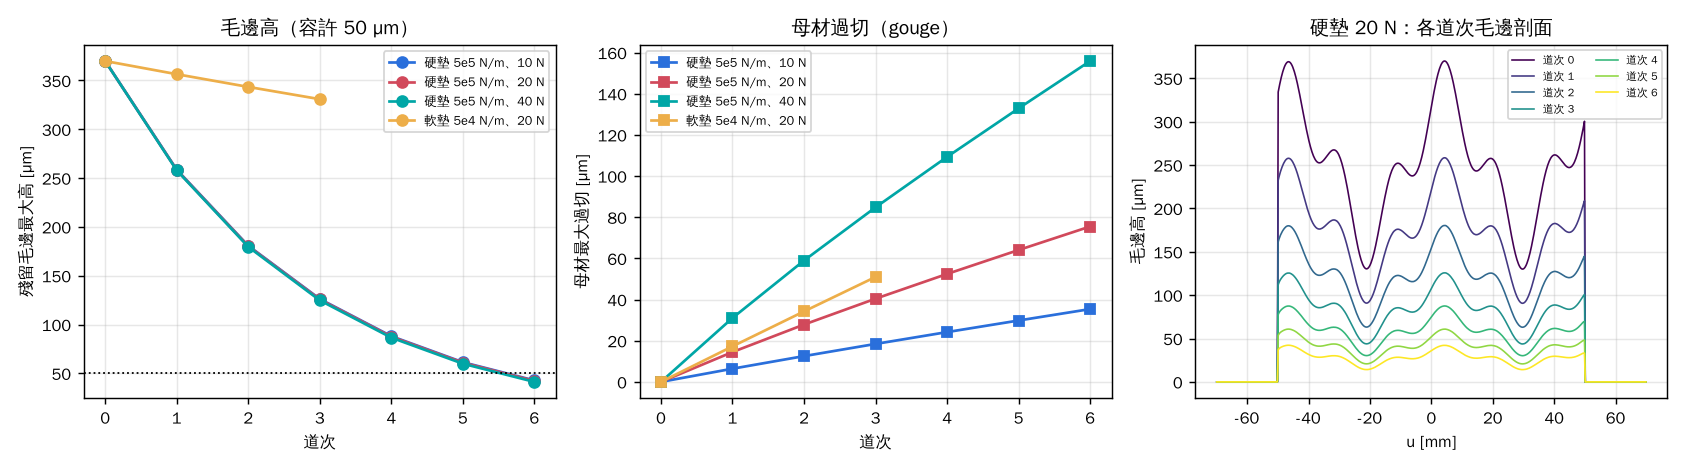 毛邊高（容許 50 μm）
殘留毛邊最大高 [μm]
350
300
250
200
150
100
50
0
1
2
3
4
5
6
道次
硬墊 5e5 N/m、10 N
硬墊 5e5 N/m、20 N
硬墊 5e5 N/m、40 N
軟墊 5e4 N/m、20 N
母材過切（gouge）
母材最大過切 [μm]
160
140
120
100
80
60
40
20
0
0
1
2
3
4
5
6
道次
硬墊 5e5 N/m、10 N
硬墊 5e5 N/m、20 N
硬墊 5e5 N/m、40 N
軟墊 5e4 N/m、20 N
硬墊 20 N：各道次毛邊剖面
毛邊高 [μm]
350
300
250
200
150
100
50
0
-60
-40
-20
0
20
40
60
u [mm]
道次 0
道次 1
道次 2
道次 3
道次 4
道次 5
道次 6